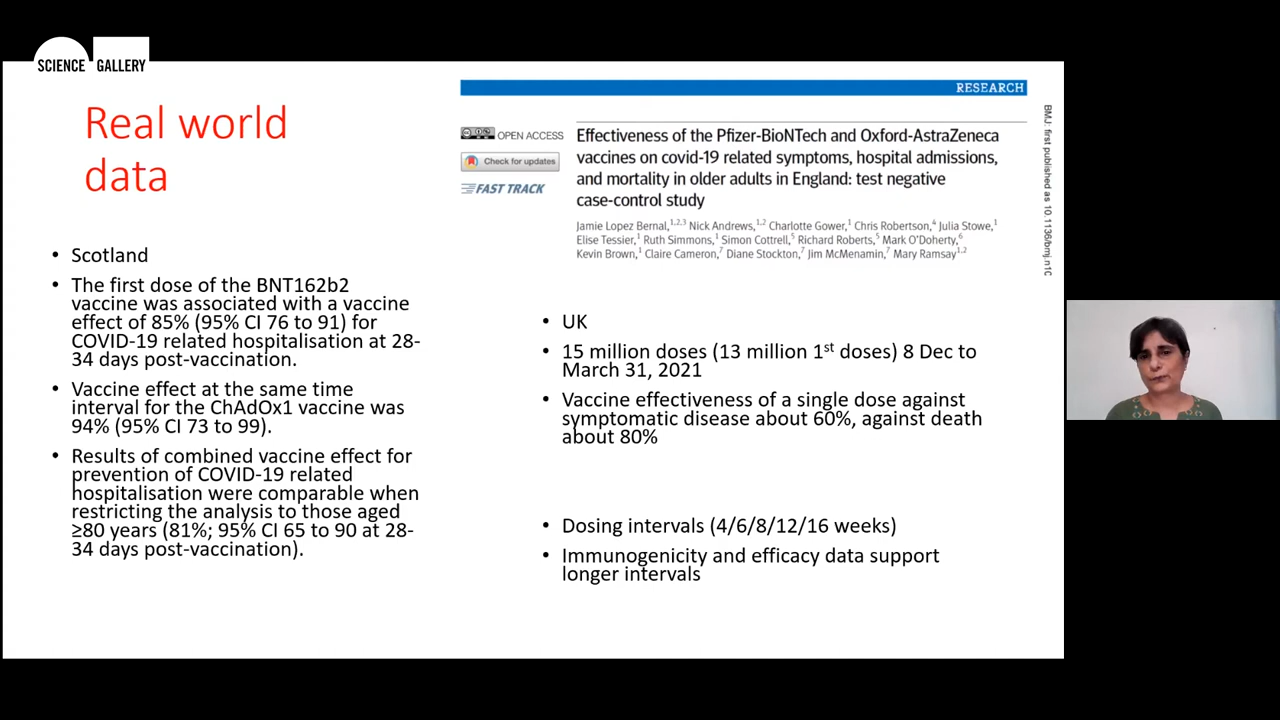 SCIENCE GALLERY
Real world
data
• Scotland
• The first dose of the BNT162b2
vaccine was associated with a vaccine
effect of 85% (95% CI 76 to 91) for
COVID-19 related hospitalisation at 28-
34 days post-vaccination.
• Vaccine effect at the same time
interval for the ChAdOx1 vaccine was
94% (95% CI 73 to 99).
• Results of combined vaccine effect for
prevention of COVID-19 related
hospitalisation were comparable when
restricting the analysis to those aged
≥80 years (81%; 95% CI 65 to 90 at 28-
34 days post-vaccination).
RESEARCH
OPEN ACCESS
Check for updates
FAST TRACK
Effectiveness of the Pfizer-BioNTech and Oxford-AstraZeneca
vaccines on covid-19 related symptoms, hospital admissions,
and mortality in older adults in England: test negative
case-control study
Jamie Lopez Bernal,1,2,3 Nick Andrews,1,2 Charlotte Gower,1 Chris Robertson,4 Julia Stowe,1
Elise Tessier,1 Ruth Simmons,1 Simon Cottrell,5 Richard Roberts,5 Mark O'Doherty,6
Kevin Brown,1 Claire Cameron,7 Diane Stockton,7 Jim McMenamin,7 Mary Ramsay1,2
BMJ: first published as 10.1136/bmj.n10
• UK
• 15 million doses (13 million 1st doses) 8 Dec to
March 31, 2021
• Vaccine effectiveness of a single dose against
symptomatic disease about 60%, against death
about 80%
• Dosing intervals (4/6/8/12/16 weeks)
• Immunogenicity and efficacy data support
longer intervals